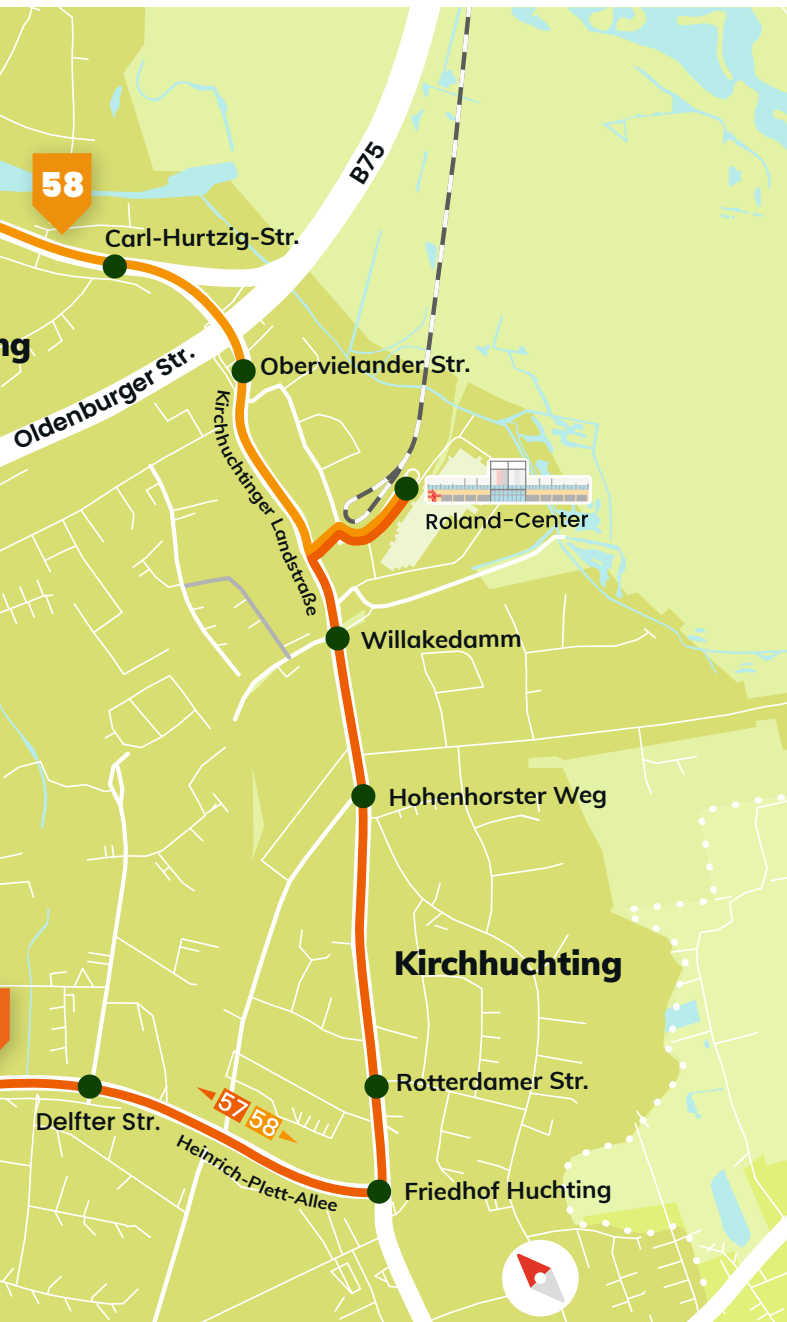 B75
58
Carl-Hurtzig-Str.
ng
Oldenburger Str.
Obervielander Str.
Kirchhuchtinger Landstraße
Roland-Center
Willakedamm
Hohenhorster Weg
Kirchhuchting
Rotterdamer Str.
57 58
Delfter Str.
Heinrich-Plett-Allee
Friedhof Huchting